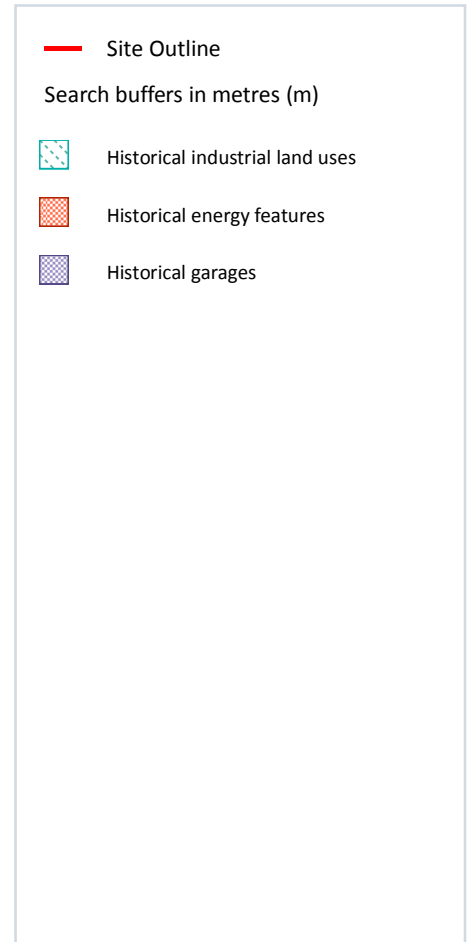 Site Outline
Search buffers in metres (m)
Historical industrial land uses
Historical energy features
Historical garages